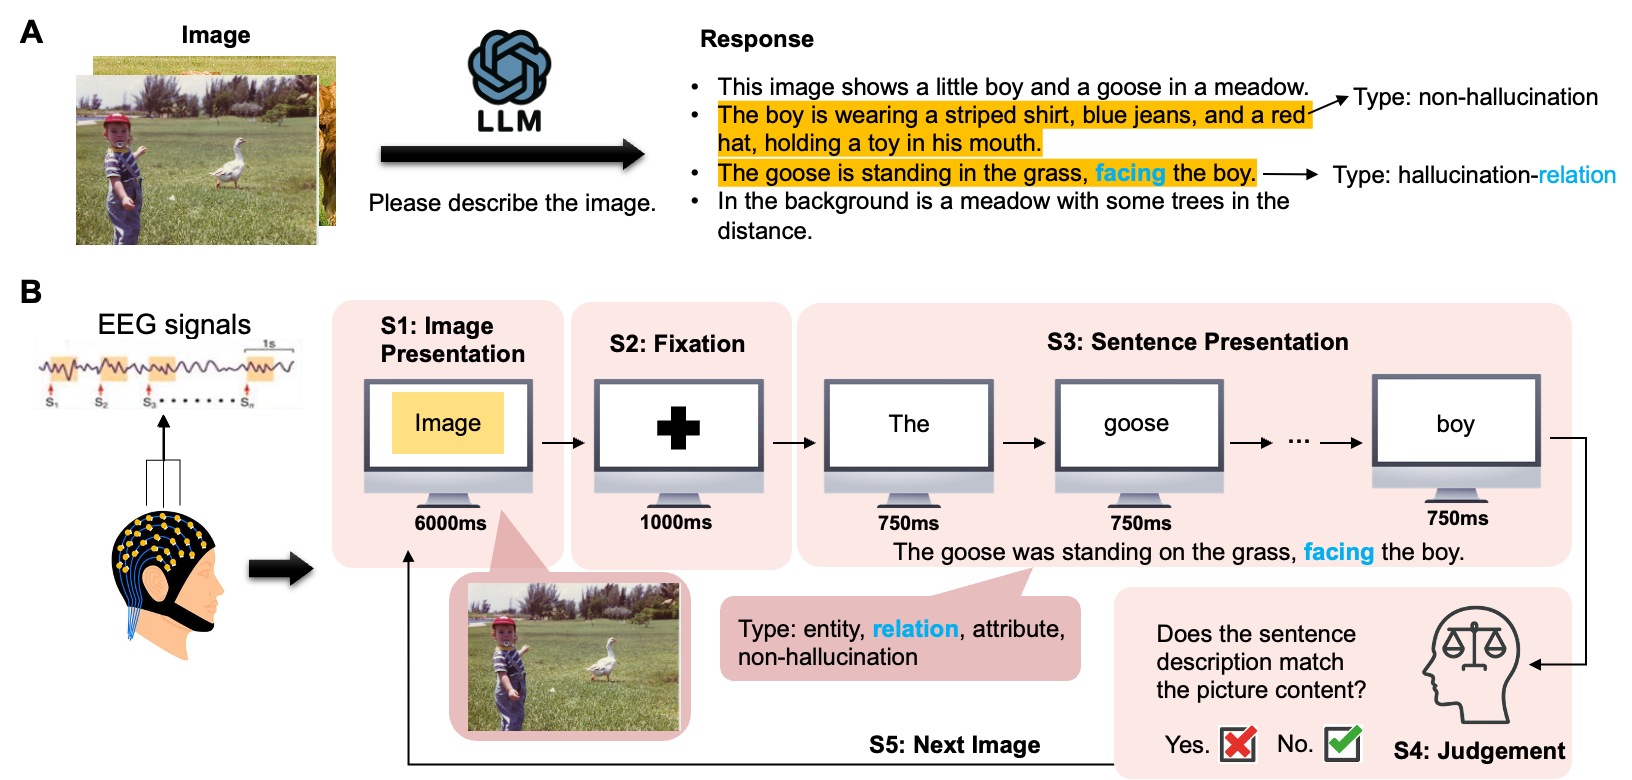 A
Image
LLM
Please describe the image.
Response
• This image shows a little boy and a goose in a meadow.
• The boy is wearing a striped shirt, blue jeans, and a red
hat, holding a toy in his mouth.
• The goose is standing in the grass, facing the boy.
• In the background is a meadow with some trees in the
distance.
Type: non-hallucination
Type: hallucination-relation
B
EEG signals
1s
S1 S2 S3 Sn
S1: Image
Presentation
Image
6000ms
S2: Fixation
1000ms
S3: Sentence Presentation
The
750ms
goose
750ms
...
boy
750ms
The goose was standing on the grass, facing the boy.
Type: entity, relation, attribute,
non-hallucination
Does the sentence
description match
the picture content?
Yes. No.
S4: Judgement
S5: Next Image